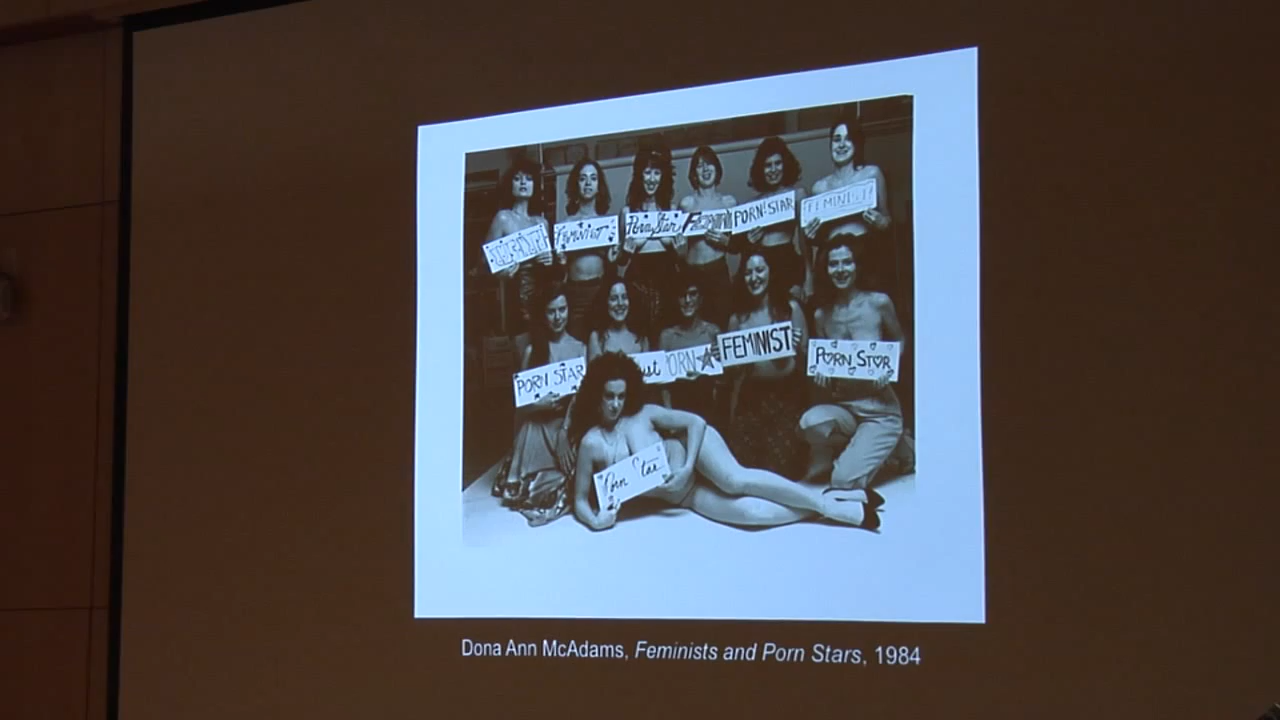 FEMINIST
Porn Star
PORN STAR
FEMINIST
PORN STAR
ist
PORN
FEMINIST
PORN STAR
Porn Star
Dona Ann McAdams, Feminists and Porn Stars, 1984